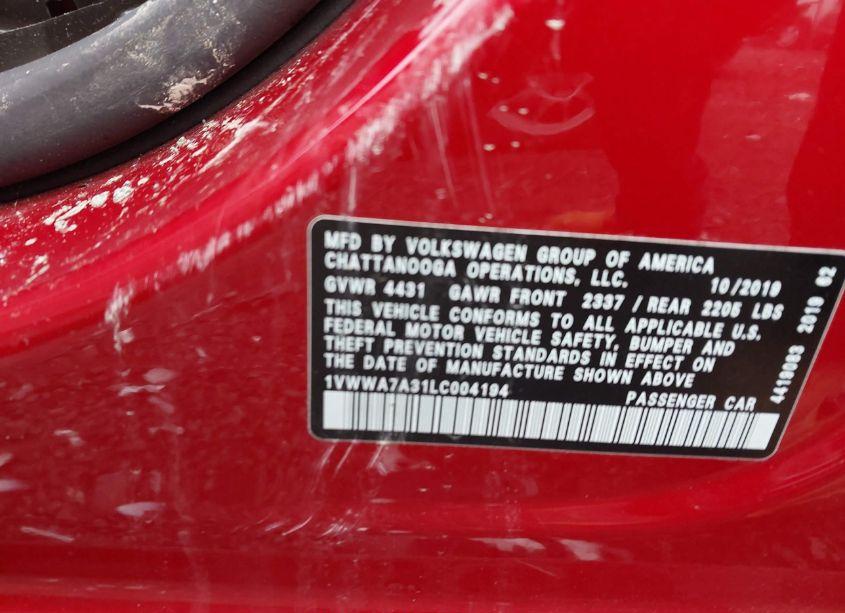 MFD BY VOLKSWAGEN GROUP OF AMERICA
CHATTANOOGA OPERATIONS, LLC. 10/2019
GVWR 4431 GAWR FRONT 2337 / REAR 2205 LBS
THIS VEHICLE CONFORMS TO ALL APPLICABLE U.S.
FEDERAL MOTOR VEHICLE SAFETY, BUMPER AND
THEFT PREVENTION STANDARDS IN EFFECT ON
THE DATE OF MANUFACTURE SHOWN ABOVE
1VWWA7A31LC004194
PASSENGER CAR
2019 02